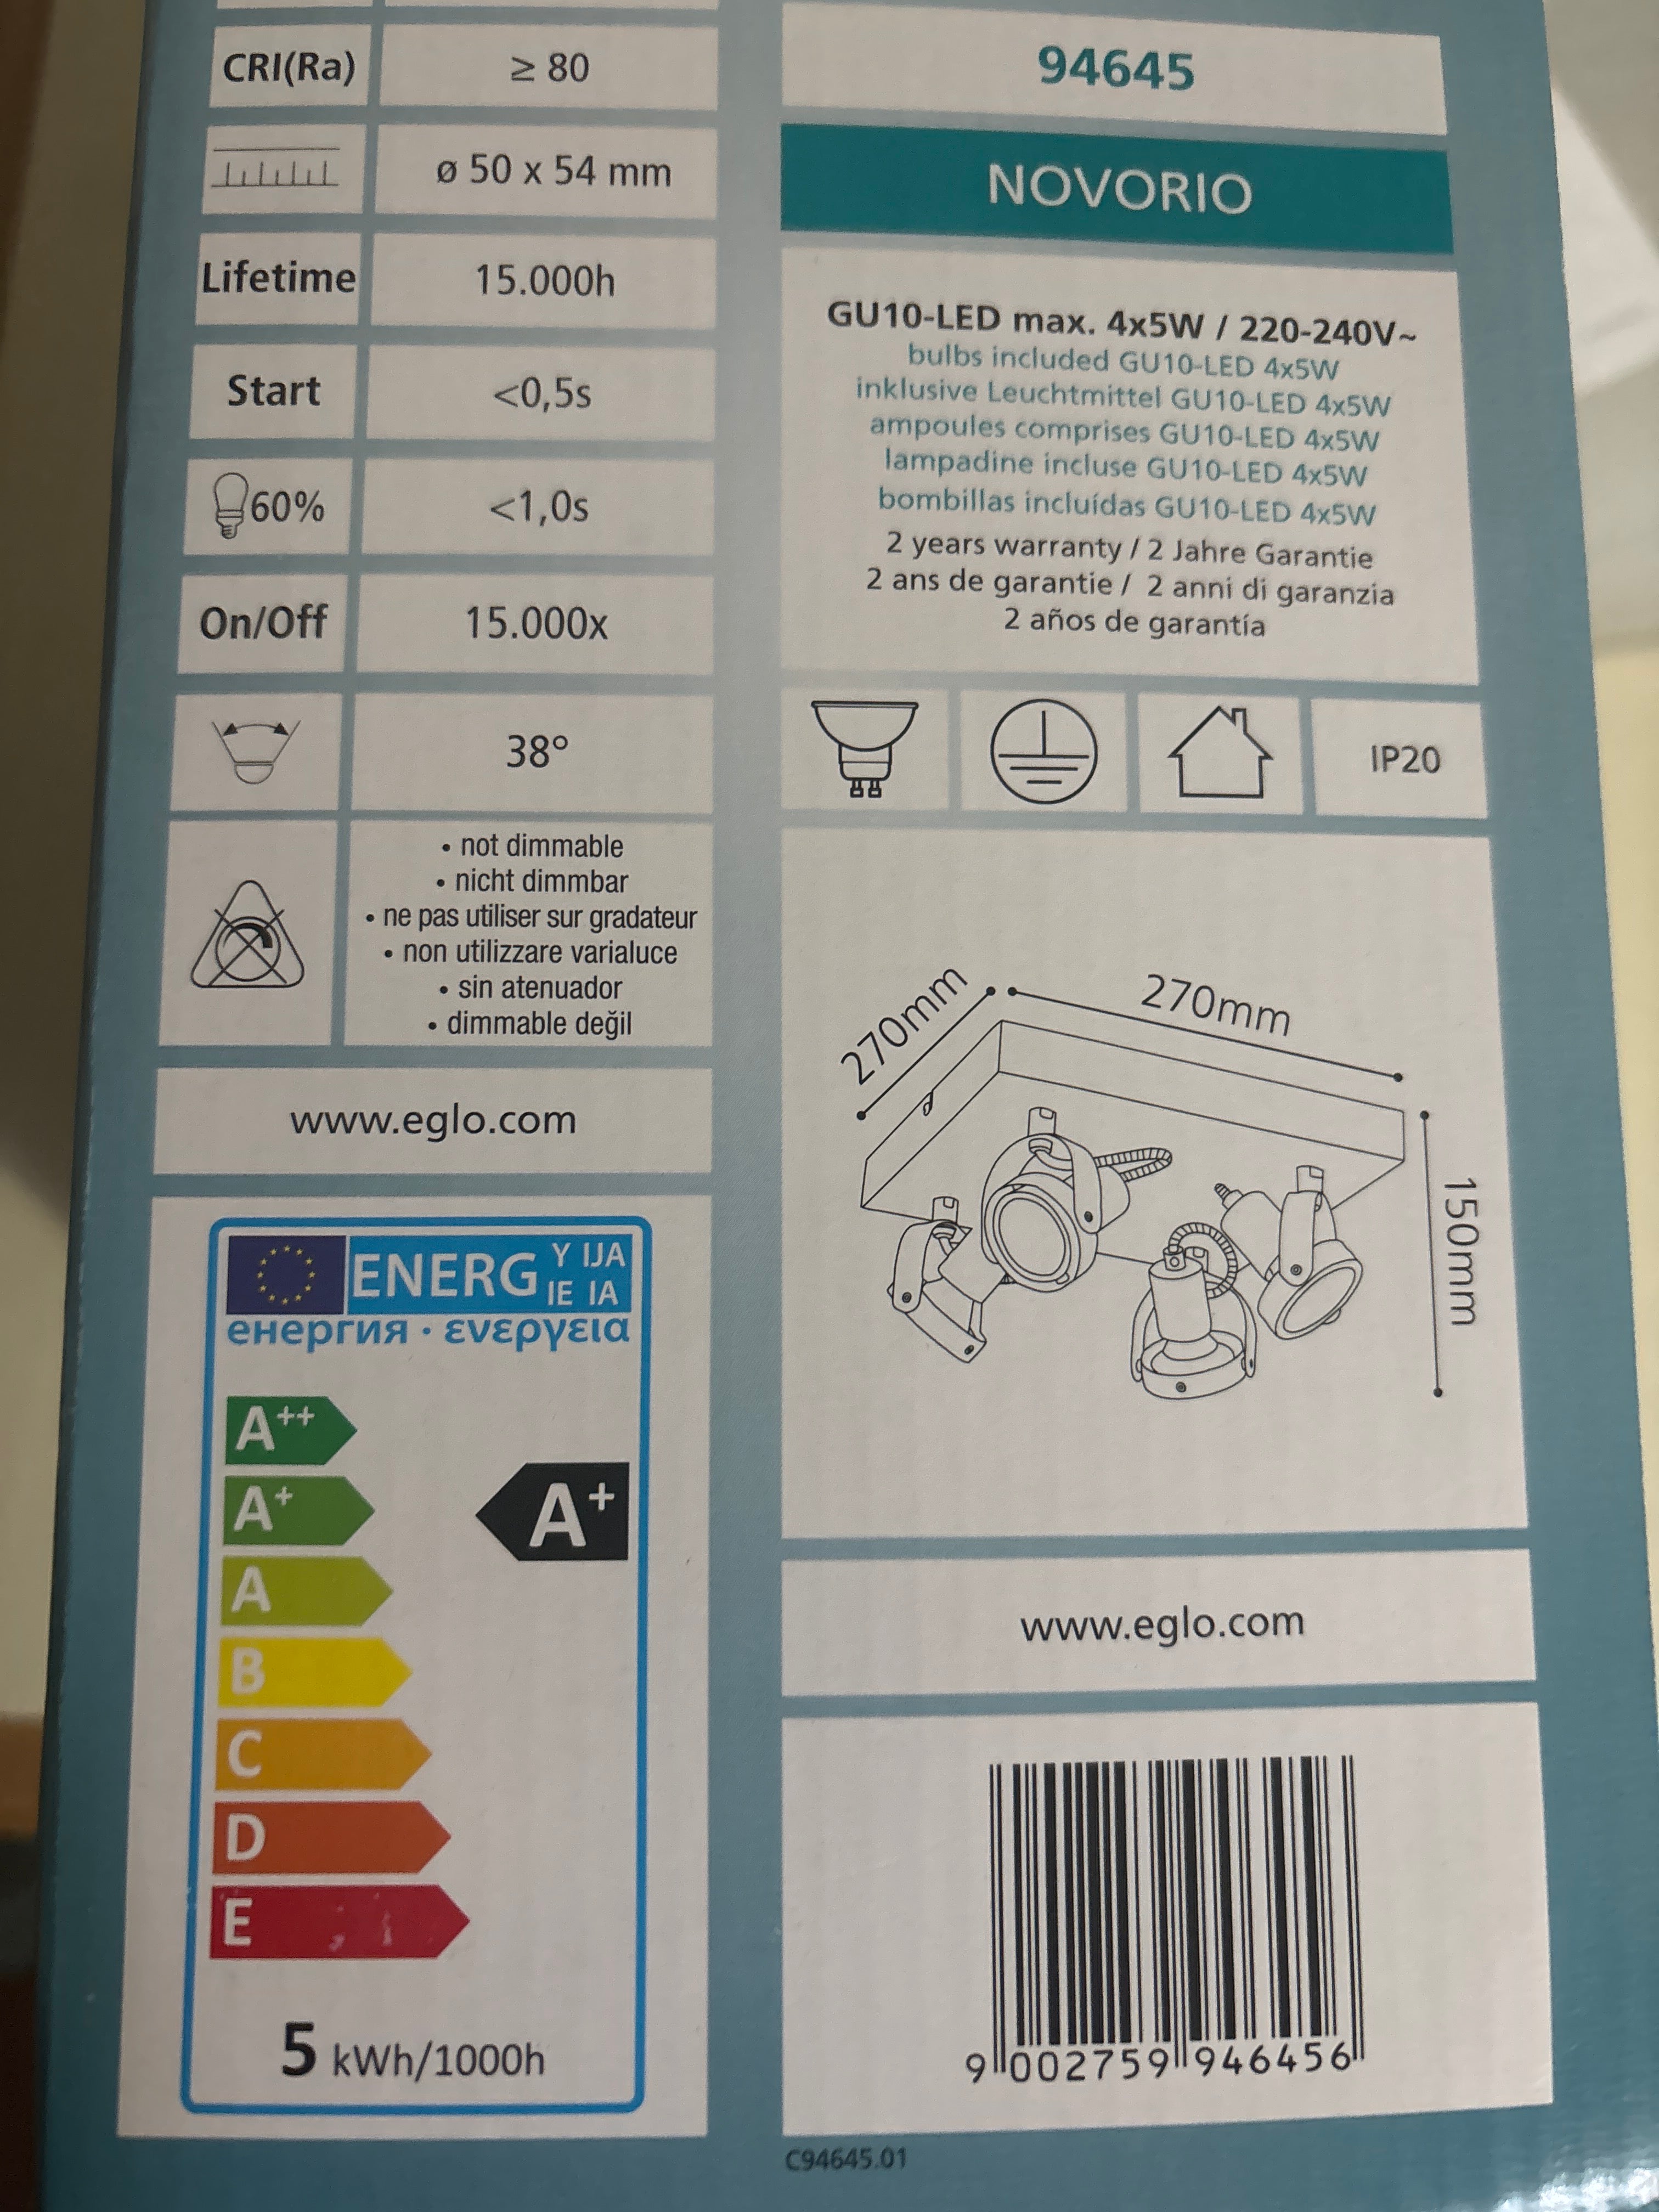 CRI(Ra) ≥ 80
ø 50 x 54 mm
Lifetime 15.000h
Start <0,5s
60% <1,0s
On/Off 15.000x
38°
• not dimmable
• nicht dimmbar
• ne pas utiliser sur gradateur
• non utilizzare varialuce
• sin atenuador
• dimmable değil
www.eglo.com
ENERG Y IJA
IE IA
енергия · ενεργεια
A++
A+
A+
A
B
C
D
E
5 kWh/1000h
94645
NOVORIO
GU10-LED max. 4x5W / 220-240V~
bulbs included GU10-LED 4x5W
inklusive Leuchtmittel GU10-LED 4x5W
ampoules comprises GU10-LED 4x5W
lampadine incluse GU10-LED 4x5W
bombillas incluídas GU10-LED 4x5W
2 years warranty / 2 Jahre Garantie
2 ans de garantie / 2 anni di garanzia
2 años de garantía
IP20
270mm
270mm
150mm
www.eglo.com
9 002759 946456
C94645.01